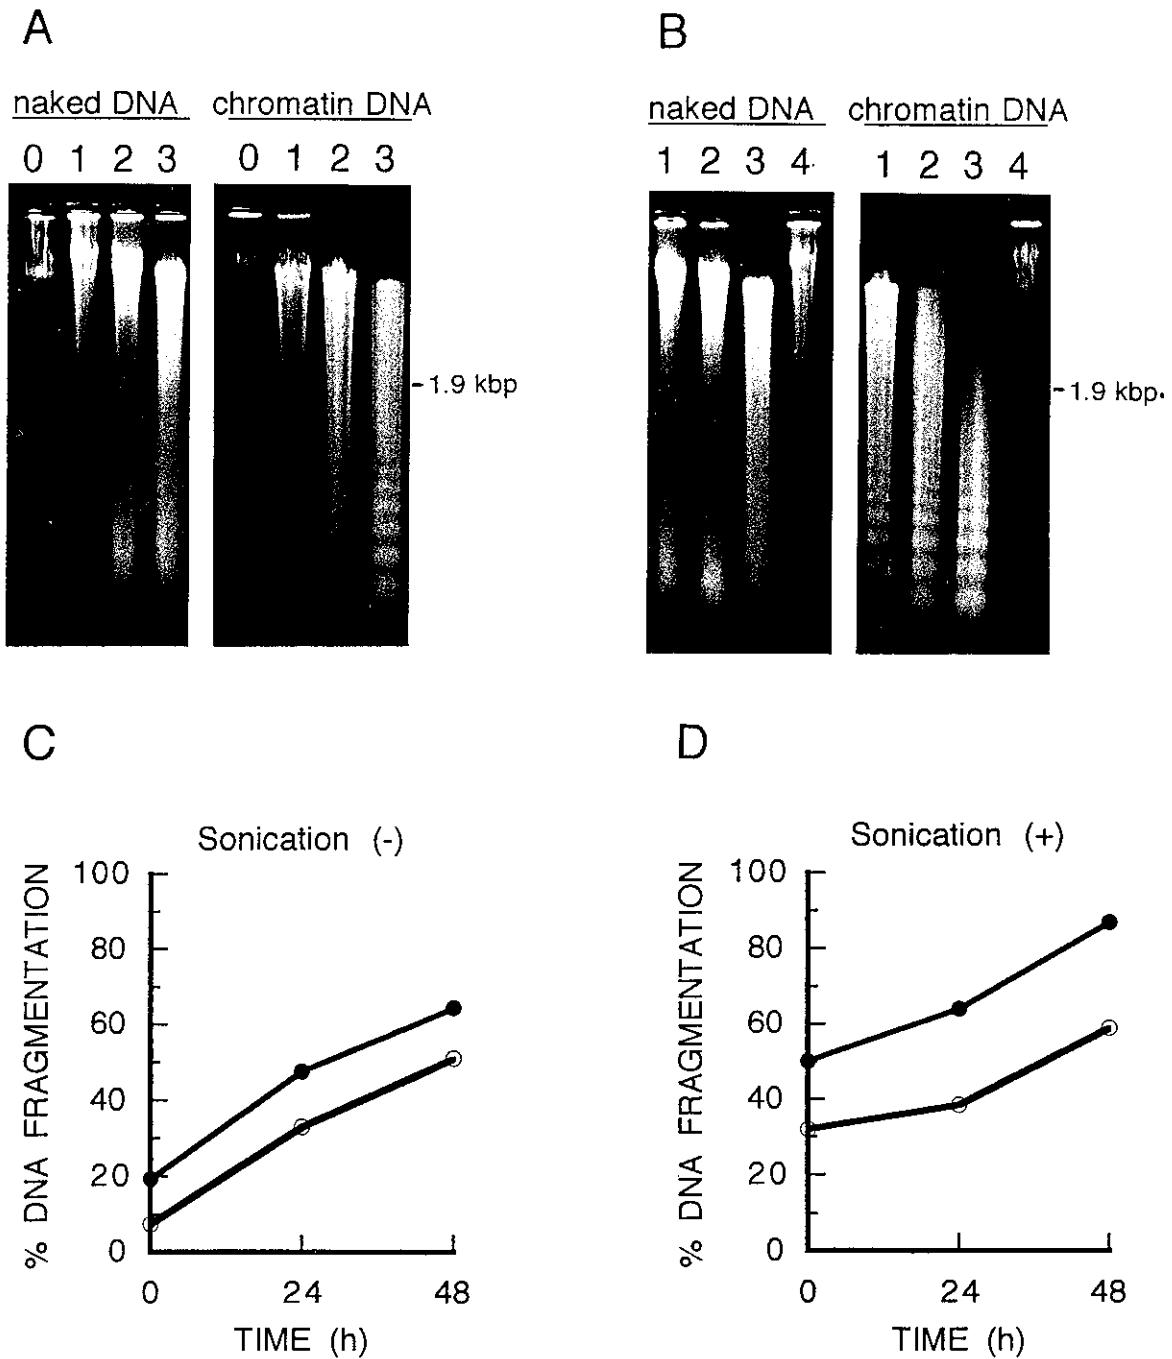 A
B
naked DNA chromatin DNA
0 1 2 3 0 1 2 3
naked DNA chromatin DNA
1 2 3 4. 1 2 3 4
-1.9 kbp
-1.9 kbp.
C
D
Sonication (-)
% DNA FRAGMENTATION
100
80
60
40
20
0
0 24 48
TIME (h)
Sonication (+)
% DNA FRAGMENTATION
100
80
60
40
20
0
0 24 48
TIME (h)